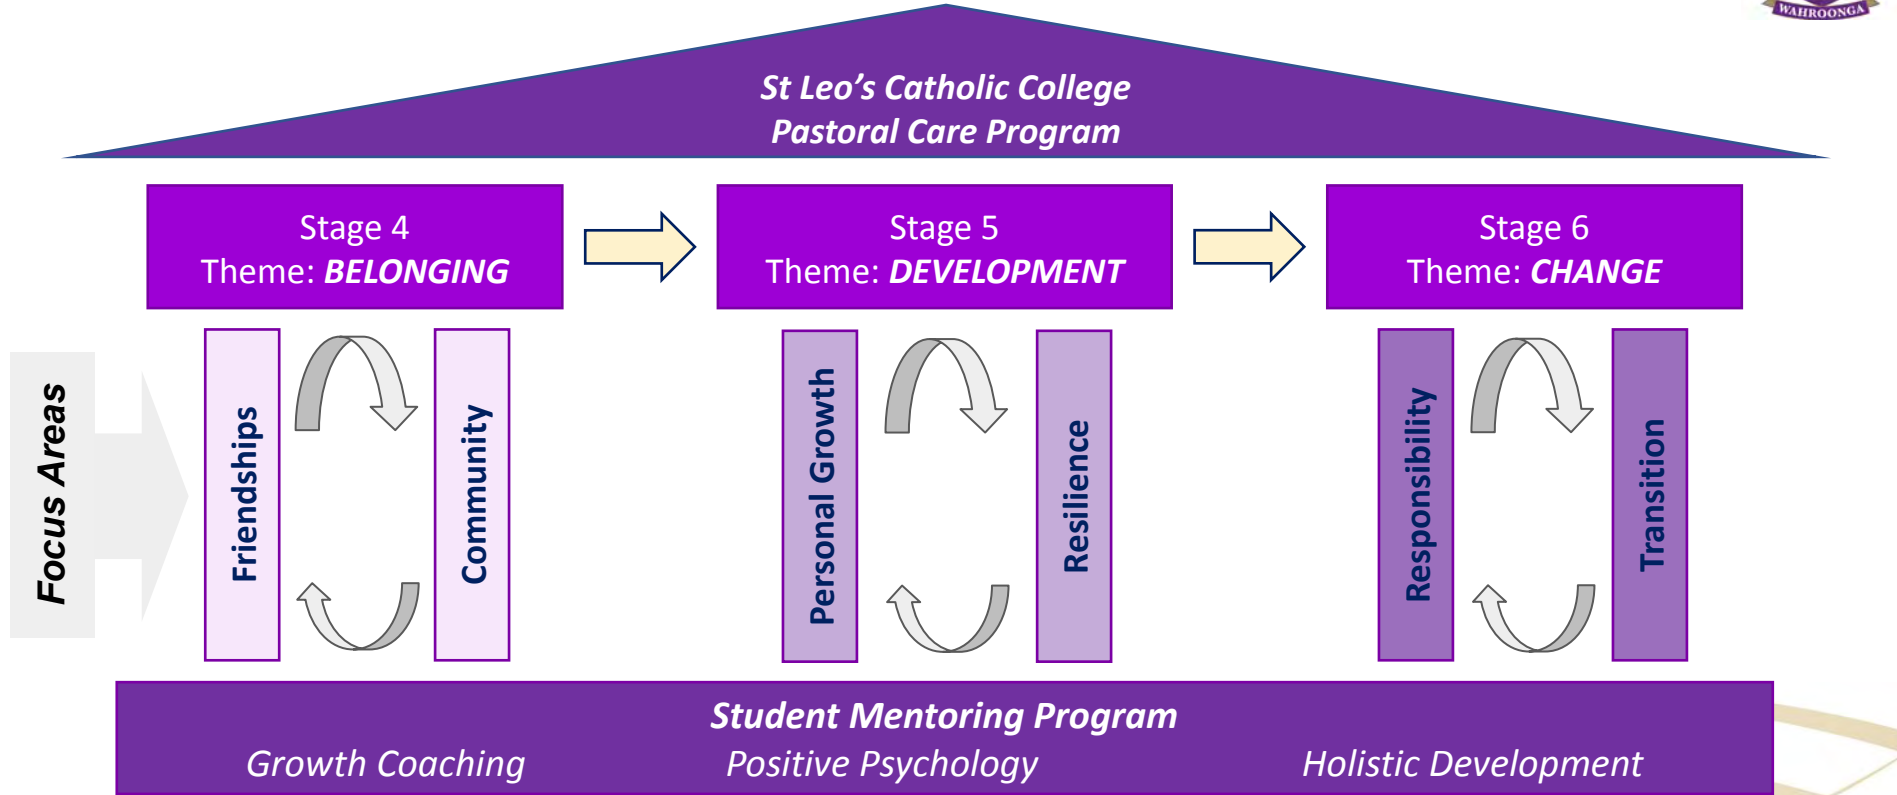 WAHROONGA
St Leo’s Catholic College
Pastoral Care Program
Stage 4
Theme: BELONGING
Stage 5
Theme: DEVELOPMENT
Stage 6
Theme: CHANGE
Focus Areas
Friendships
Community
Personal Growth
Resilience
Responsibility
Transition
Student Mentoring Program
Growth Coaching
Positive Psychology
Holistic Development